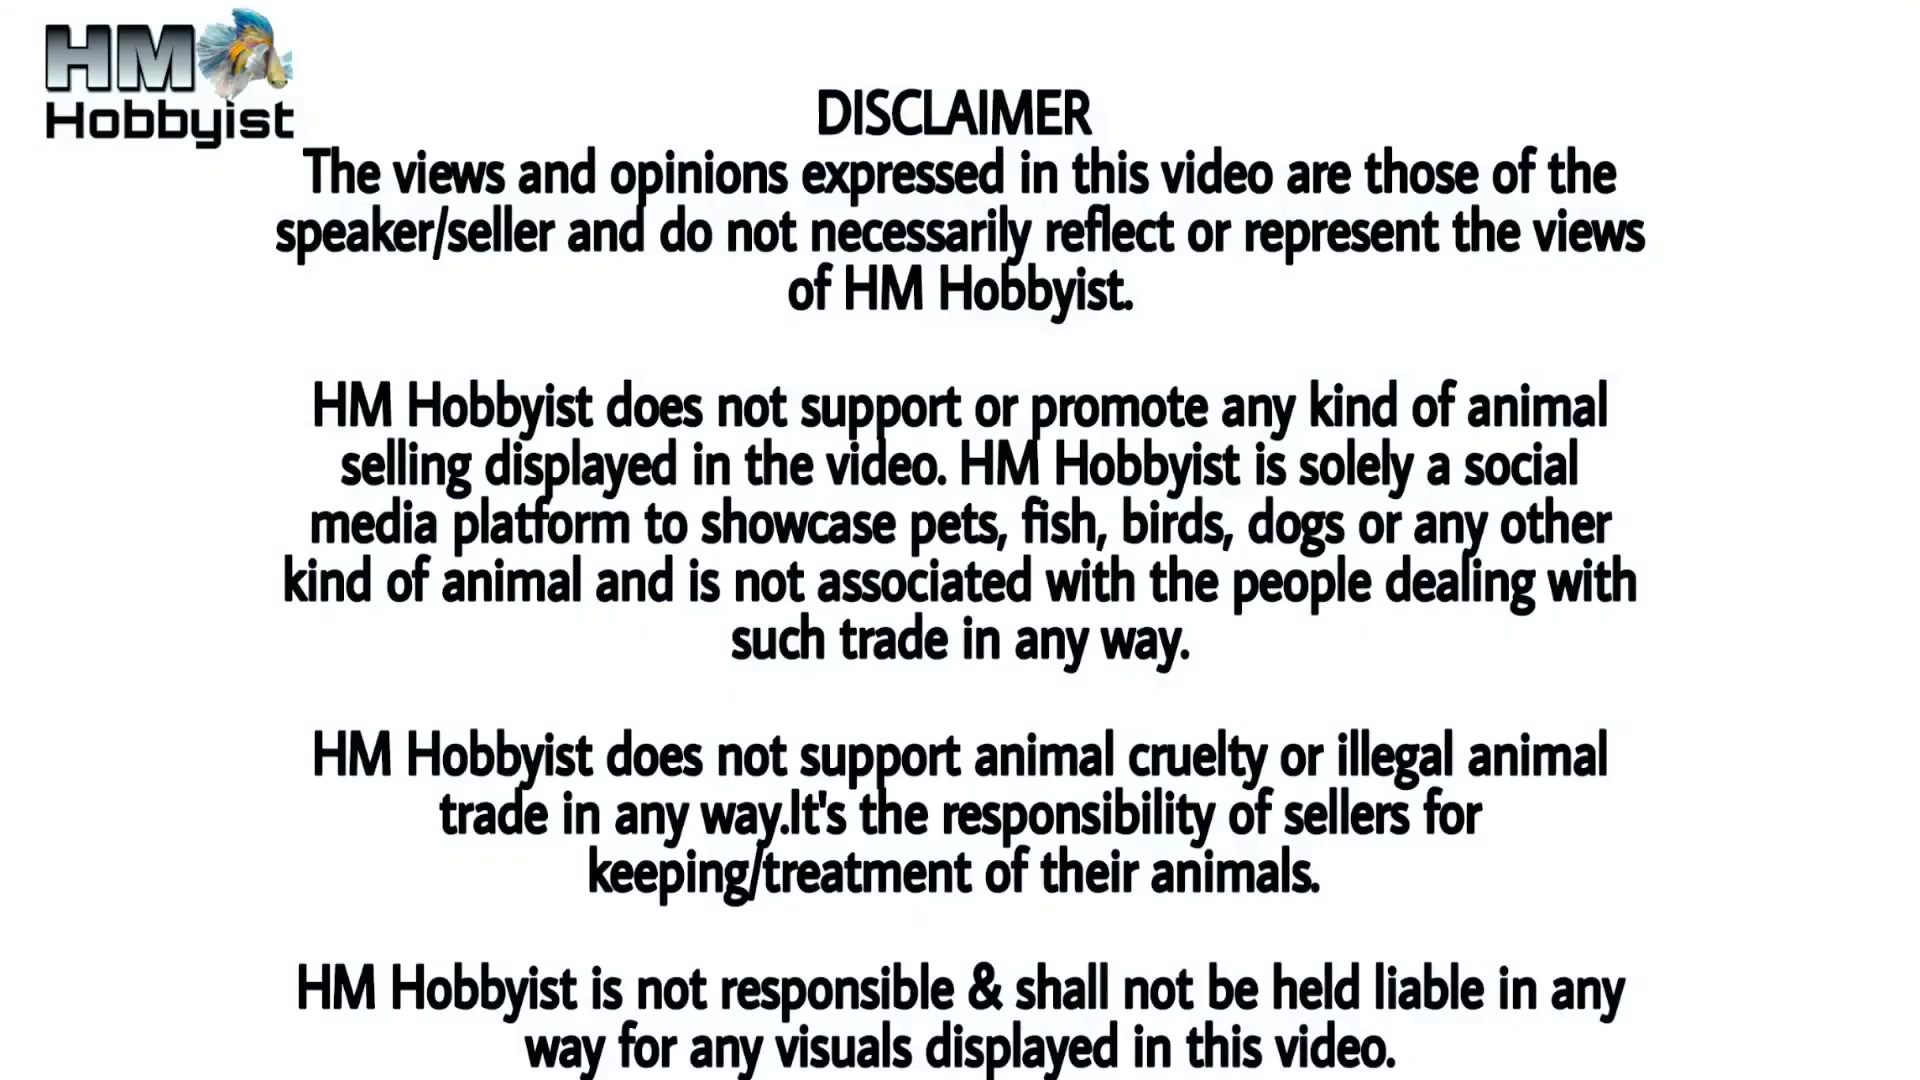 HM
Hobbyist
DISCLAIMER
The views and opinions expressed in this video are those of the
speaker/seller and do not necessarily reflect or represent the views
of HM Hobbyist.
HM Hobbyist does not support or promote any kind of animal
selling displayed in the video. HM Hobbyist is solely a social
media platform to showcase pets, fish, birds, dogs or any other
kind of animal and is not associated with the people dealing with
such trade in any way.
HM Hobbyist does not support animal cruelty or illegal animal
trade in any way.It's the responsibility of sellers for
keeping/treatment of their animals.
HM Hobbyist is not responsible & shall not be held liable in any
way for any visuals displayed in this video.